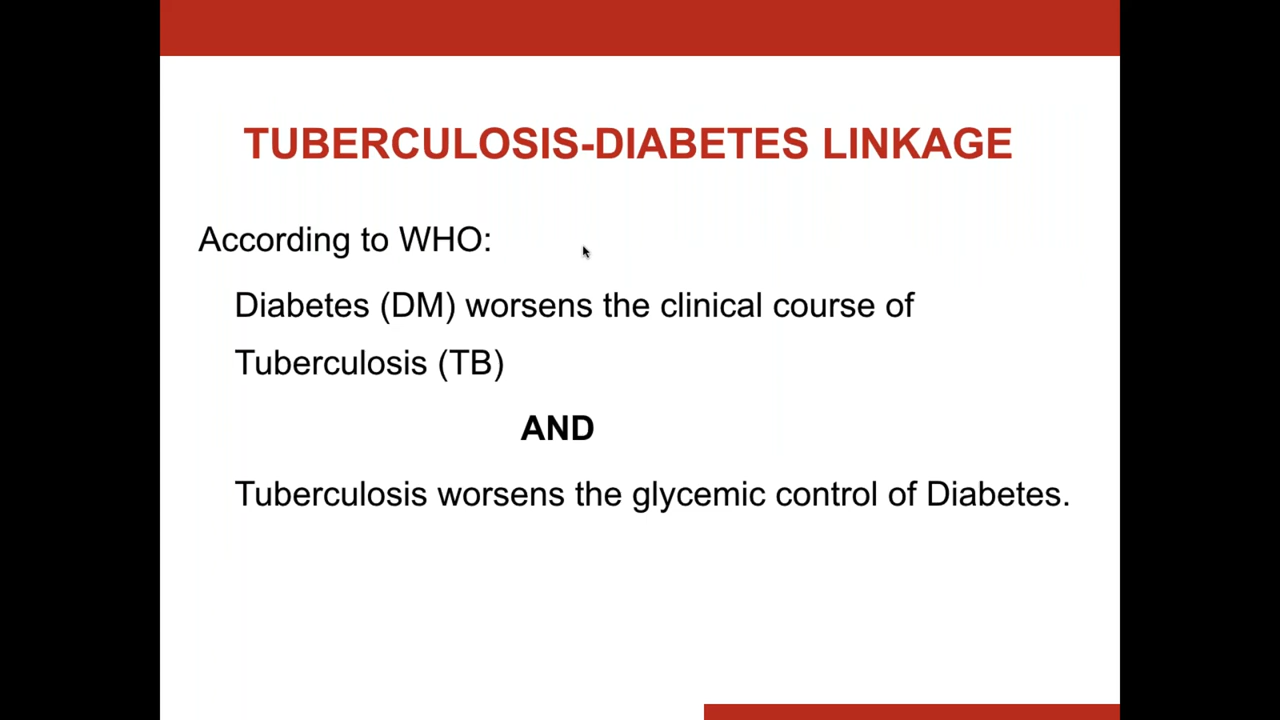 TUBERCULOSIS-DIABETES LINKAGE
According to WHO:
Diabetes (DM) worsens the clinical course of
Tuberculosis (TB)
AND
Tuberculosis worsens the glycemic control of Diabetes.